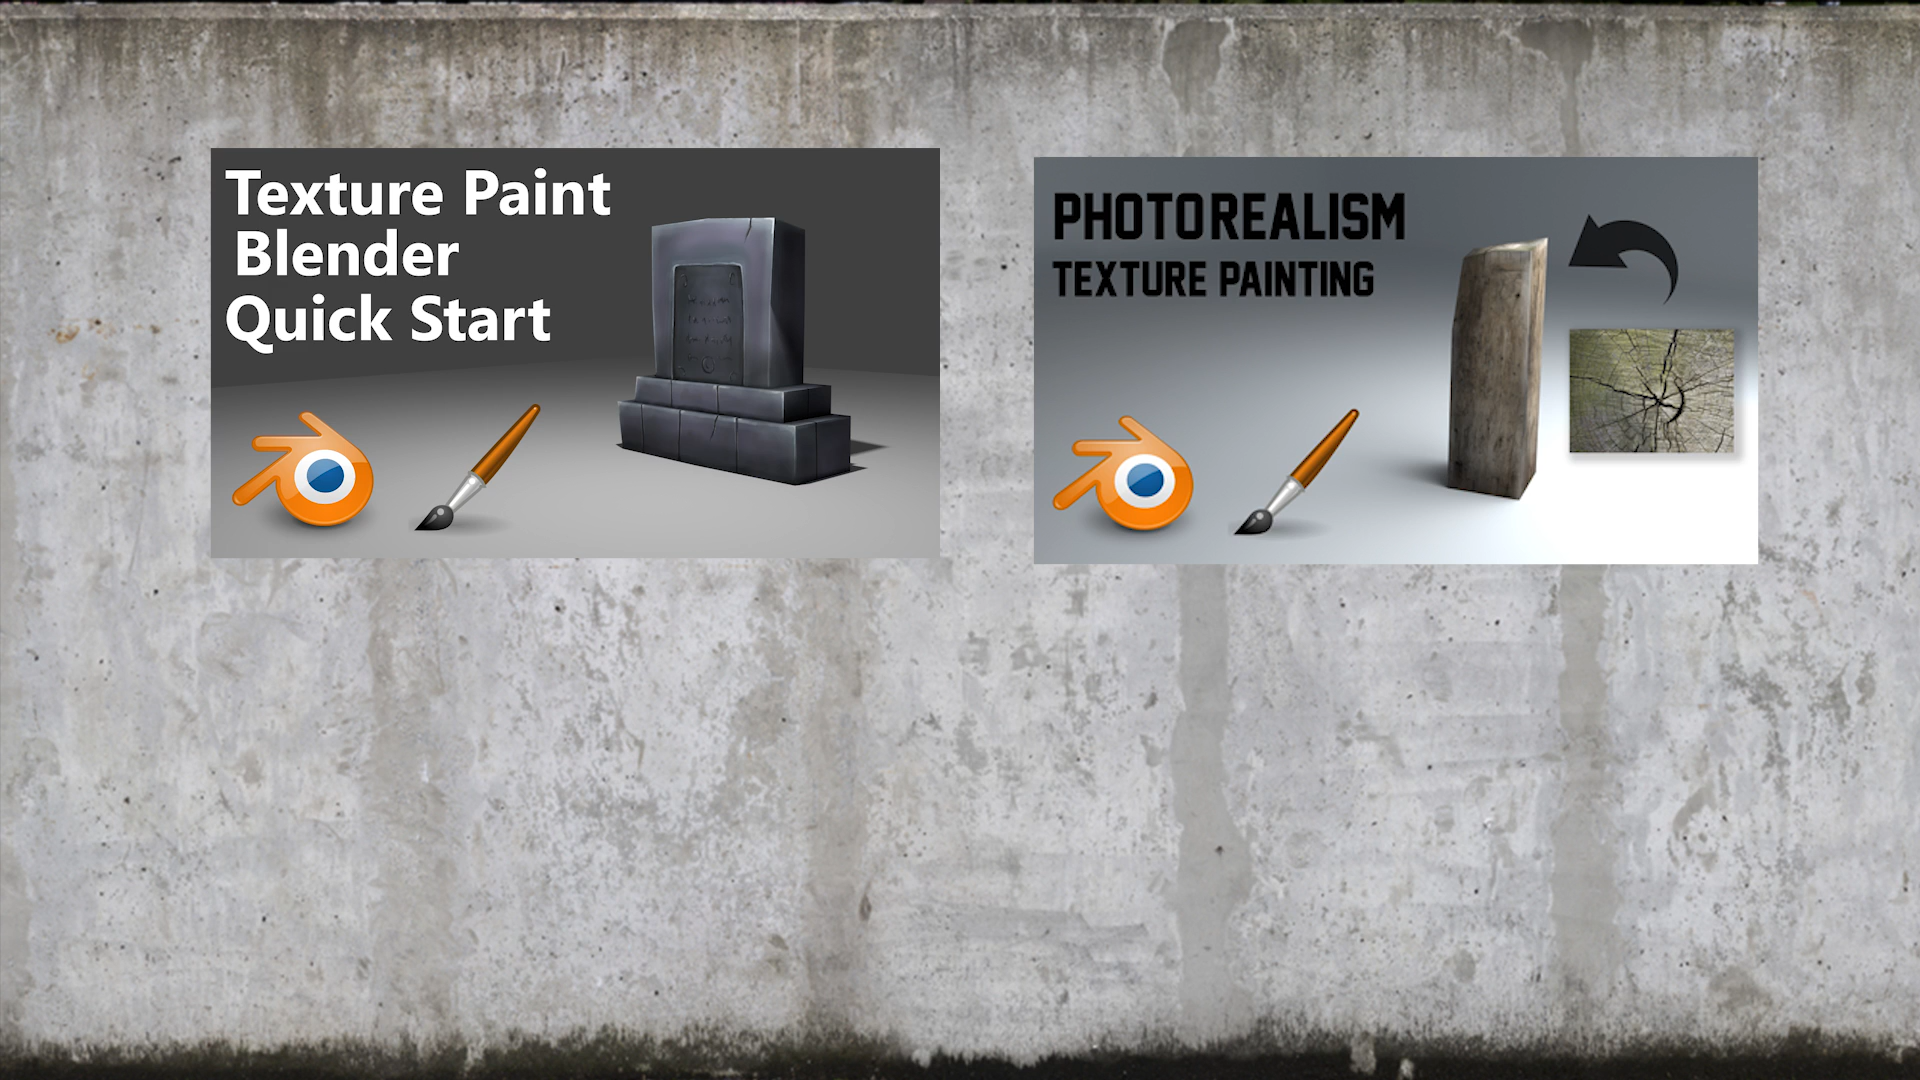 Texture Paint
Blender
Quick Start
PHOTOREALISM
TEXTURE PAINTING